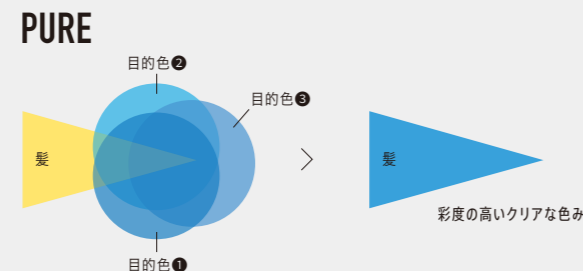 PURE
目的色❷
目的色❸
髪
髪
彩度の高いクリアな色み
目的色❶